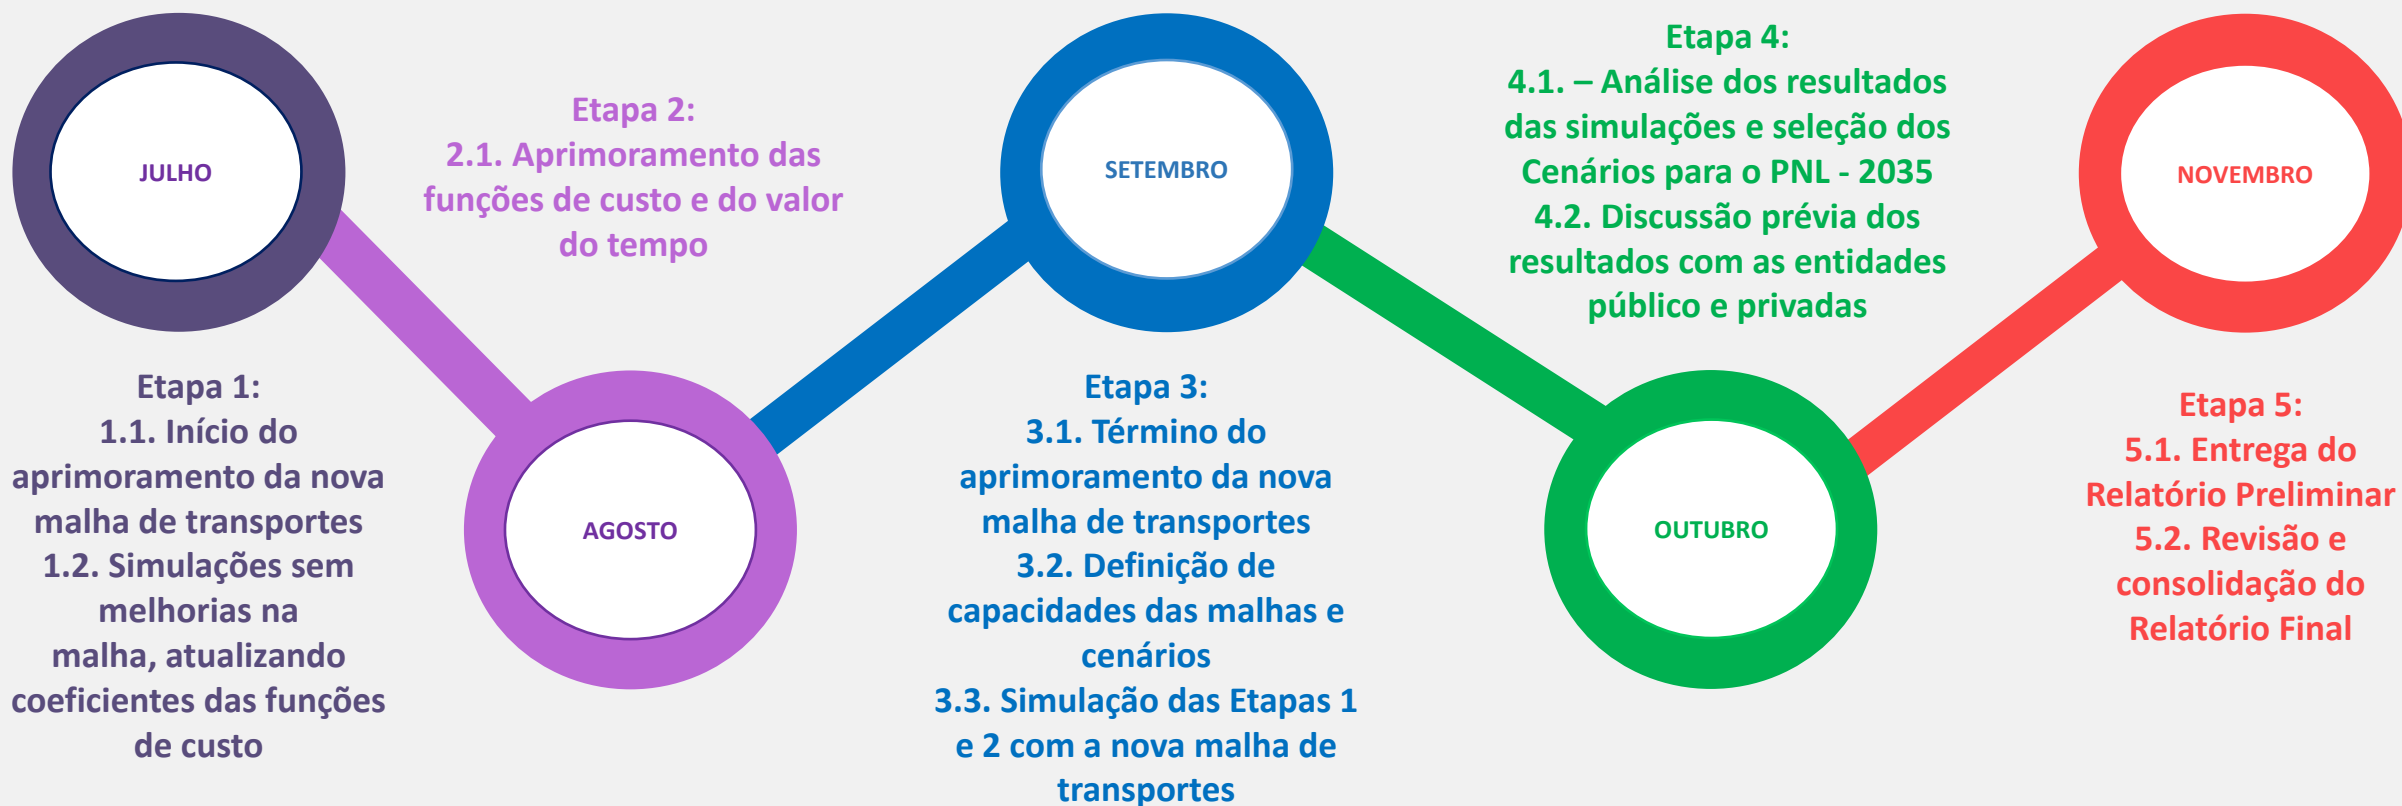 JULHO
Etapa 1:
1.1. Início do
aprimoramento da nova
malha de transportes
1.2. Simulações sem
melhorias na
malha, atualizando
coeficientes das funções
de custo
Etapa 2:
2.1. Aprimoramento das
funções de custo e do valor
do tempo
AGOSTO
SETEMBRO
Etapa 3:
3.1. Término do
aprimoramento da nova
malha de transportes
3.2. Definição de
capacidades das malhas e
cenários
3.3. Simulação das Etapas 1
e 2 com a nova malha de
transportes
Etapa 4:
4.1. – Análise dos resultados
das simulações e seleção dos
Cenários para o PNL - 2035
4.2. Discussão prévia dos
resultados com as entidades
público e privadas
OUTUBRO
NOVEMBRO
Etapa 5:
5.1. Entrega do
Relatório Preliminar
5.2. Revisão e
consolidação do
Relatório Final